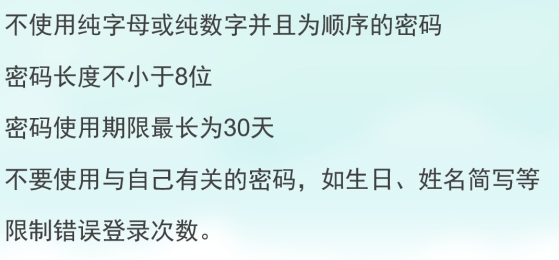 不使用纯字母或纯数字并且为顺序的密码
密码长度不小于8位
密码使用期限最长为30天
不要使用与自己有关的密码，如生日、姓名简写等
限制错误登录次数。